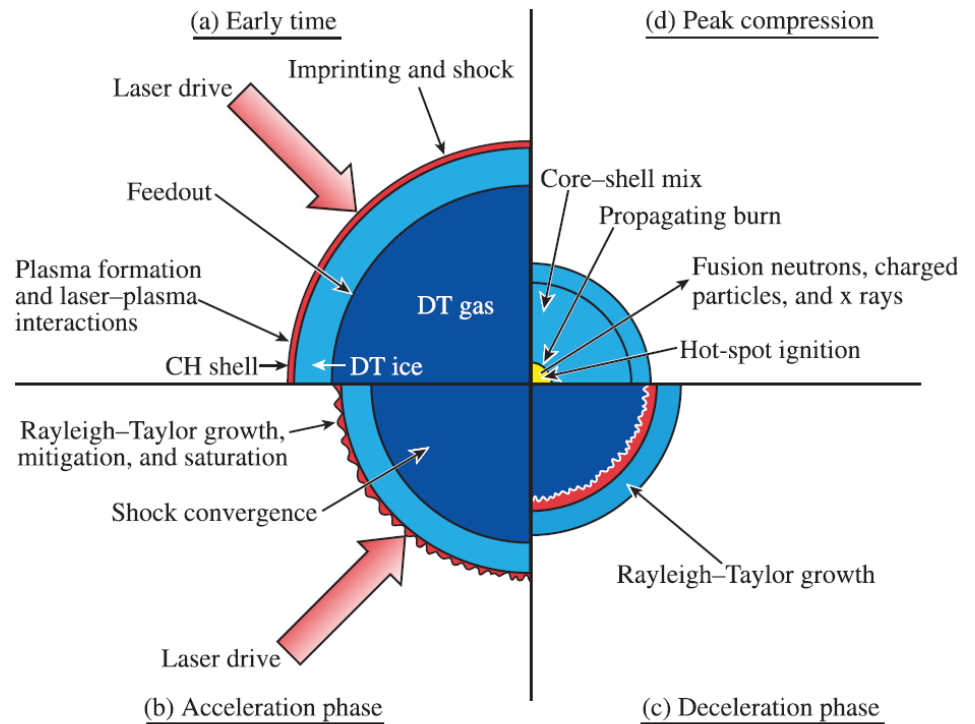 (a) Early time
Laser drive
Imprinting and shock
Feedout
Plasma formation
and laser–plasma
interactions
CH shell
DT ice
DT gas
(d) Peak compression
Core–shell mix
Propagating burn
Fusion neutrons, charged
particles, and x rays
Hot-spot ignition
Rayleigh–Taylor growth,
mitigation, and saturation
Shock convergence
Laser drive
(b) Acceleration phase
Rayleigh–Taylor growth
(c) Deceleration phase